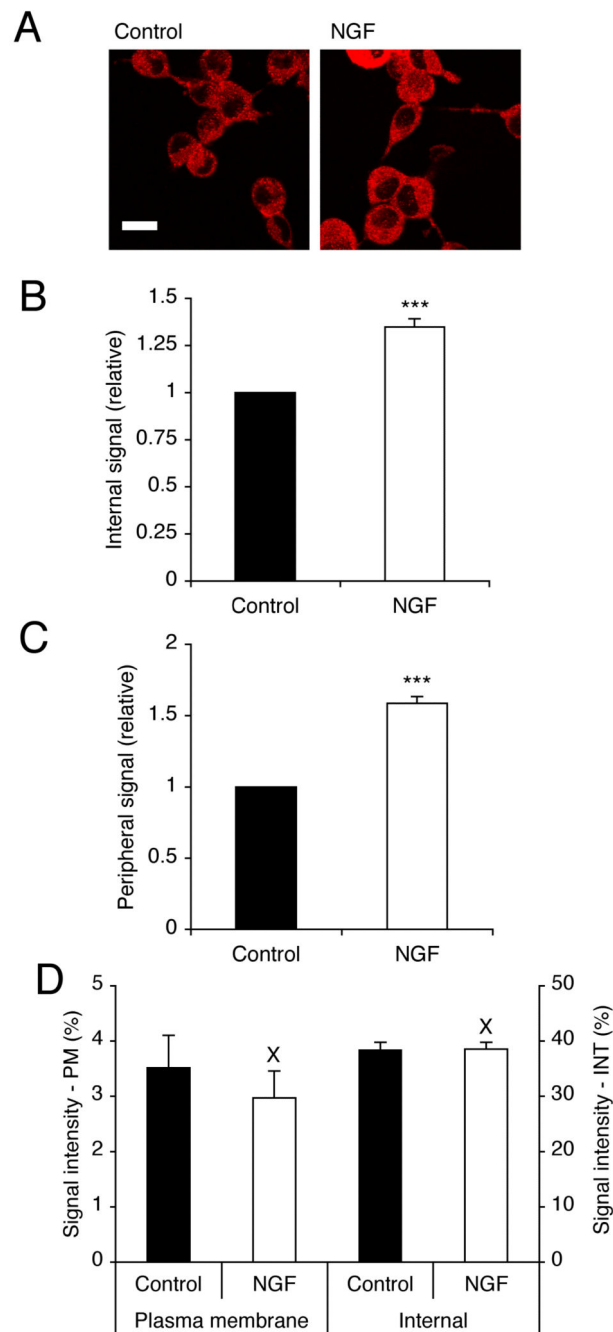 A
Control
NGF
B
Internal signal (relative)
1.5
1.25
1
0.75
0.5
0.25
0
***
Control
NGF
C
Peripheral signal (relative)
2
1.5
1
0.5
0
***
Control
NGF
D
Signal intensity - PM (%)
5
4
3
2
1
0
X
X
50
40
30
20
10
0
Signal intensity - INT (%)
Control
NGF
Control
NGF
Plasma membrane
Internal